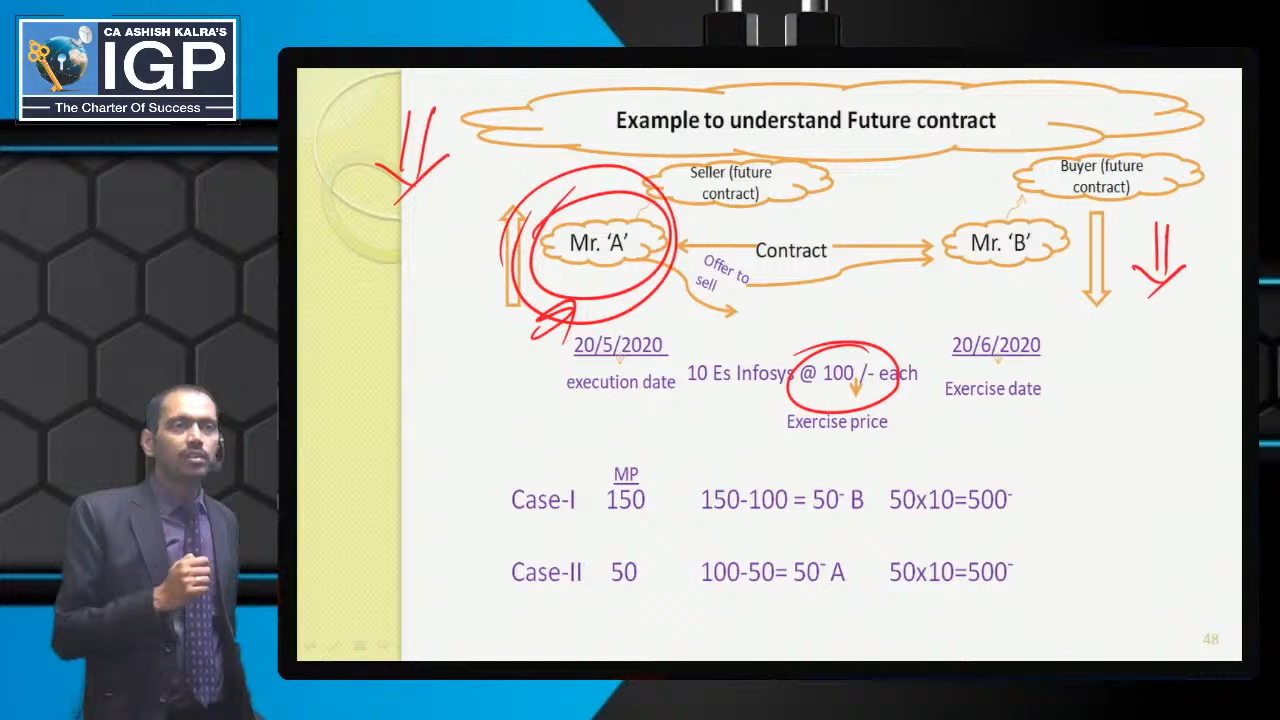 CA ASHISH KALRA'S
IGP
The Charter Of Success
Example to understand Future contract
Seller (future
contract)
Buyer (future
contract)
Mr. ‘A’
Contract
Mr. ‘B’
Offer to
sell
20/5/2020
20/6/2020
execution date
10 Es Infosys @ 100 /- each
Exercise date
Exercise price
MP
Case-I 150 150-100 = 50- B 50x10=500-
Case-II 50 100-50= 50- A 50x10=500-
48